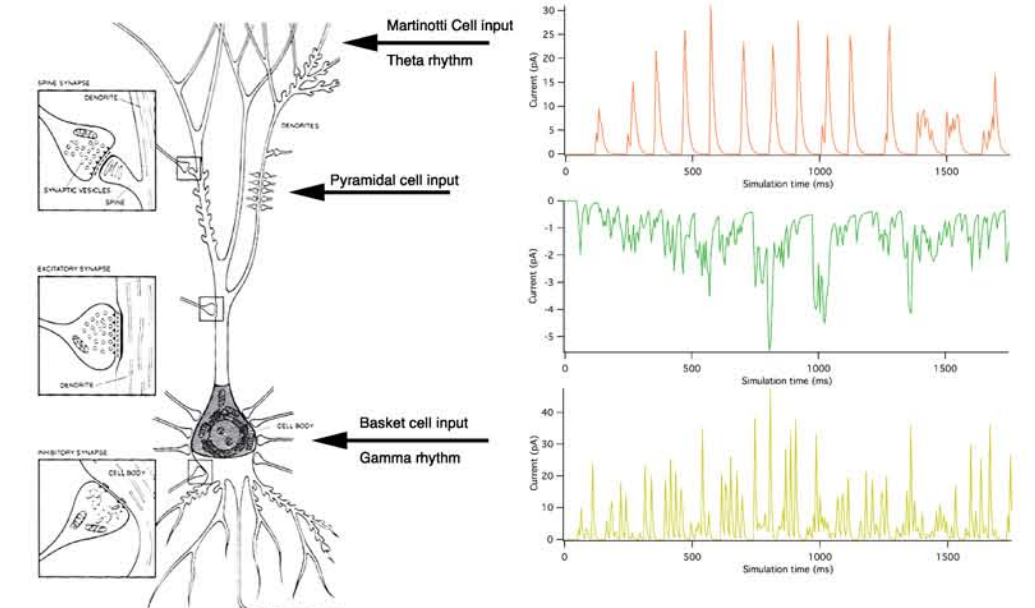 Martinotti Cell input
Theta rhythm
SPINE SYNAPSE
DENDRITE
SYNAPTIC VESICLES
SPINE
DENDRITES
Pyramidal cell input
EXCITATORY SYNAPSE
DENDRITE
Basket cell input
CELL BODY
Gamma rhythm
INHIBITORY SYNAPSE
CELL BODY
Current (pA)
30
25
20
15
10
5
0
0 500 1000 1500
Simulation time (ms)
Current (pA)
0
-1
-2
-3
-4
-5
0 500 1000 1500
Simulation time (ms)
Current (pA)
40
30
20
10
0
0 500 1000 1500
Simulation time (ms)